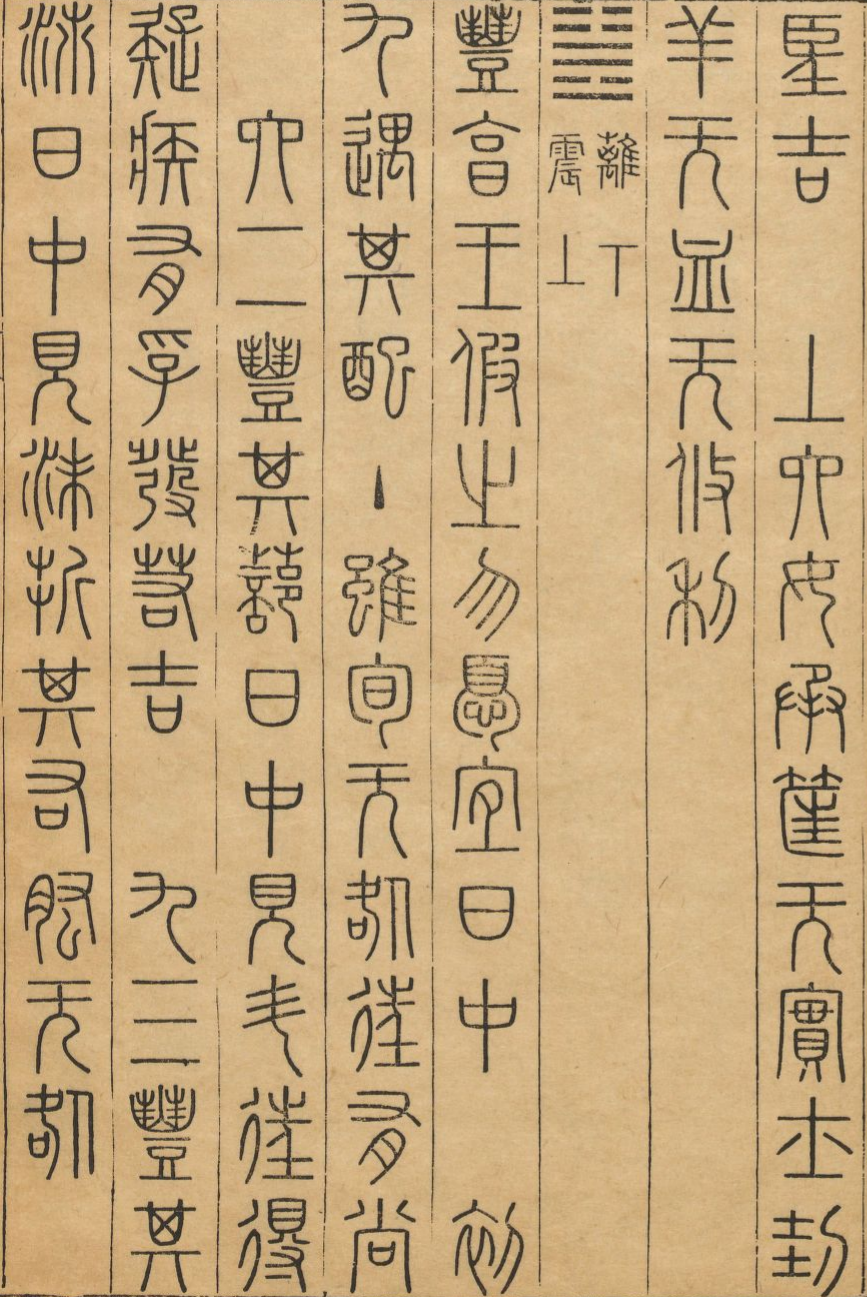 望吉　上六女承筐无實士刲
羊无血无攸利
䷶離下震上
豐亨王假之勿憂宜日中　初
九遇其配丶雖旬无咎往有尚
六二豐其蔀日中見斗往得
疑疾有孚發若吉　九三豐其
沛日中見沬折其右肱无咎